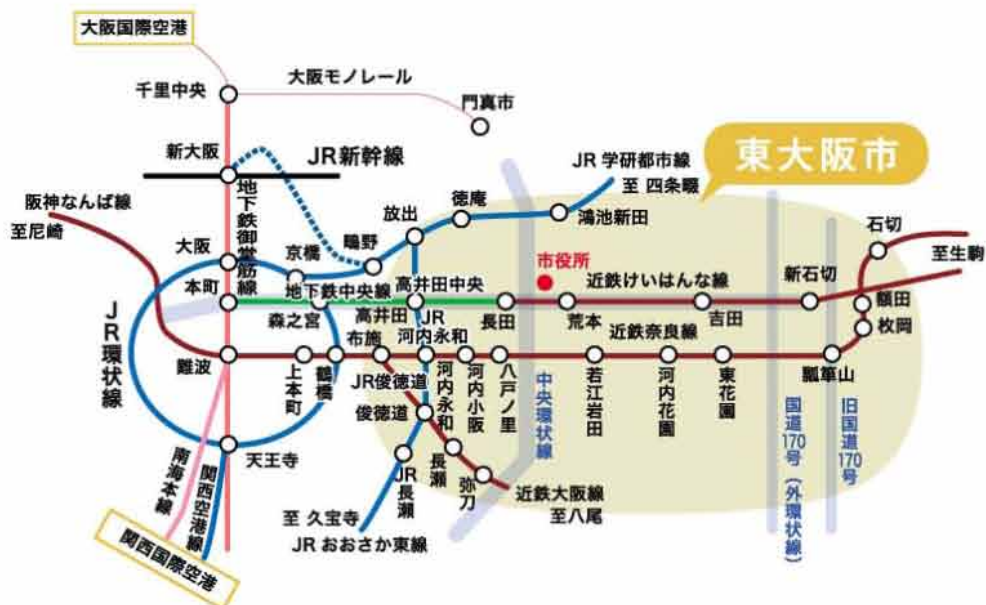 大阪国際空港
千里中央
大阪モノレール
門真市
新大阪
JR新幹線
地下鉄御堂筋線
JR学研都市線
至 四条畷
東大阪市
阪神なんば線
至尼崎
大阪
京橋
鴫野
放出
徳庵
鴻池新田
石切
至生駒
市役所
本町
地下鉄中央線
高井田中央
近鉄けいはんな線
新石切
額田
森之宮
高井田
長田
荒本
吉田
枚岡
JR環状線
難波
上本町
鶴橋
布施
JR
河内永和
近鉄奈良線
JR俊徳道
俊徳道
河内永和
河内小阪
八戸ノ里
中央環状線
若江岩田
河内花園
東花園
瓢箪山
国道170号(外環状線)
旧国道170号
天王寺
南海本線
関西空港線
関西国際空港
JR長瀬
長瀬
弥刀
近鉄大阪線
至八尾
至 久宝寺
JRおおさか東線